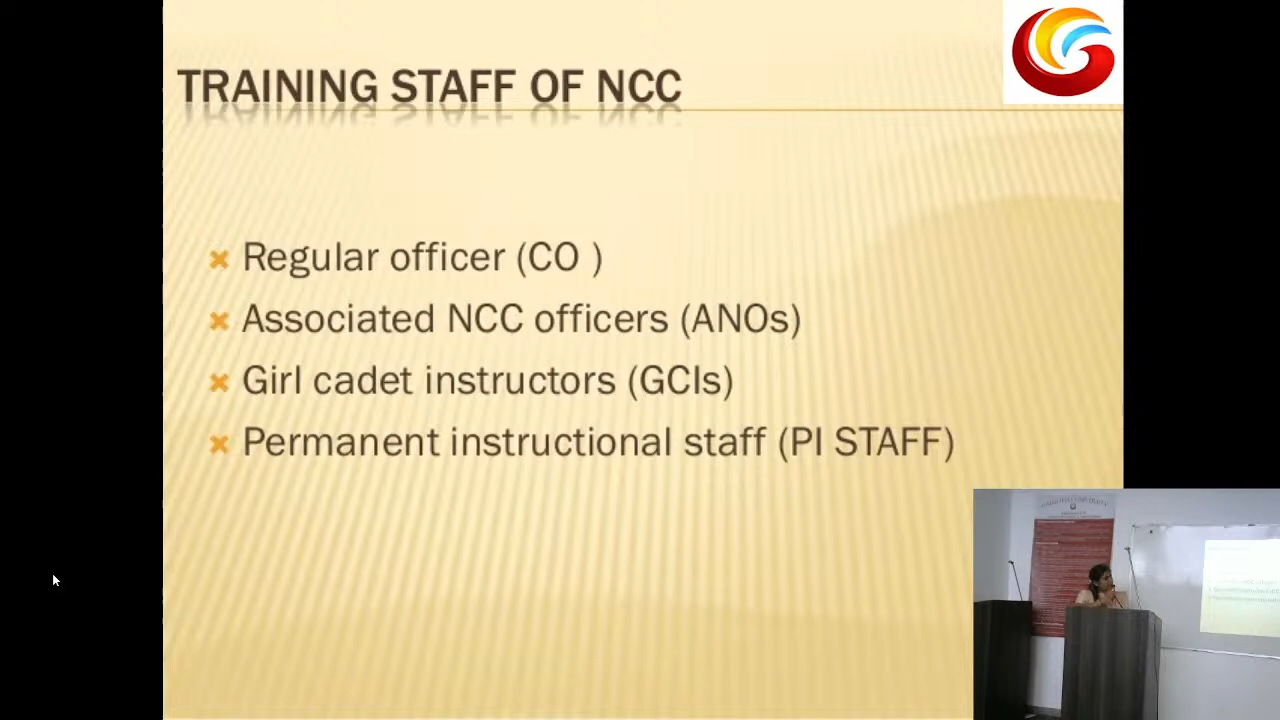 TRAINING STAFF OF NCC
Regular officer (CO )
Associated NCC officers (ANOs)
Girl cadet instructors (GCIs)
Permanent instructional staff (PI STAFF)